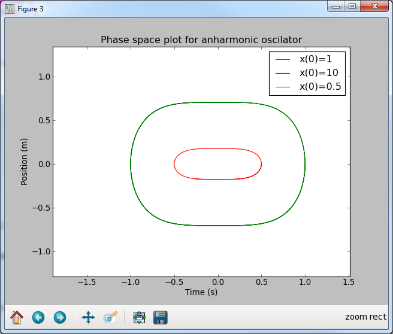 Figure 3
Phase space plot for anharmonic oscilator
x(0)=1
x(0)=10
x(0)=0.5
Position (m)
1.0
0.5
0.0
−0.5
−1.0
−1.5
−1.0
−0.5
0.0
0.5
1.0
1.5
Time (s)
zoom rect